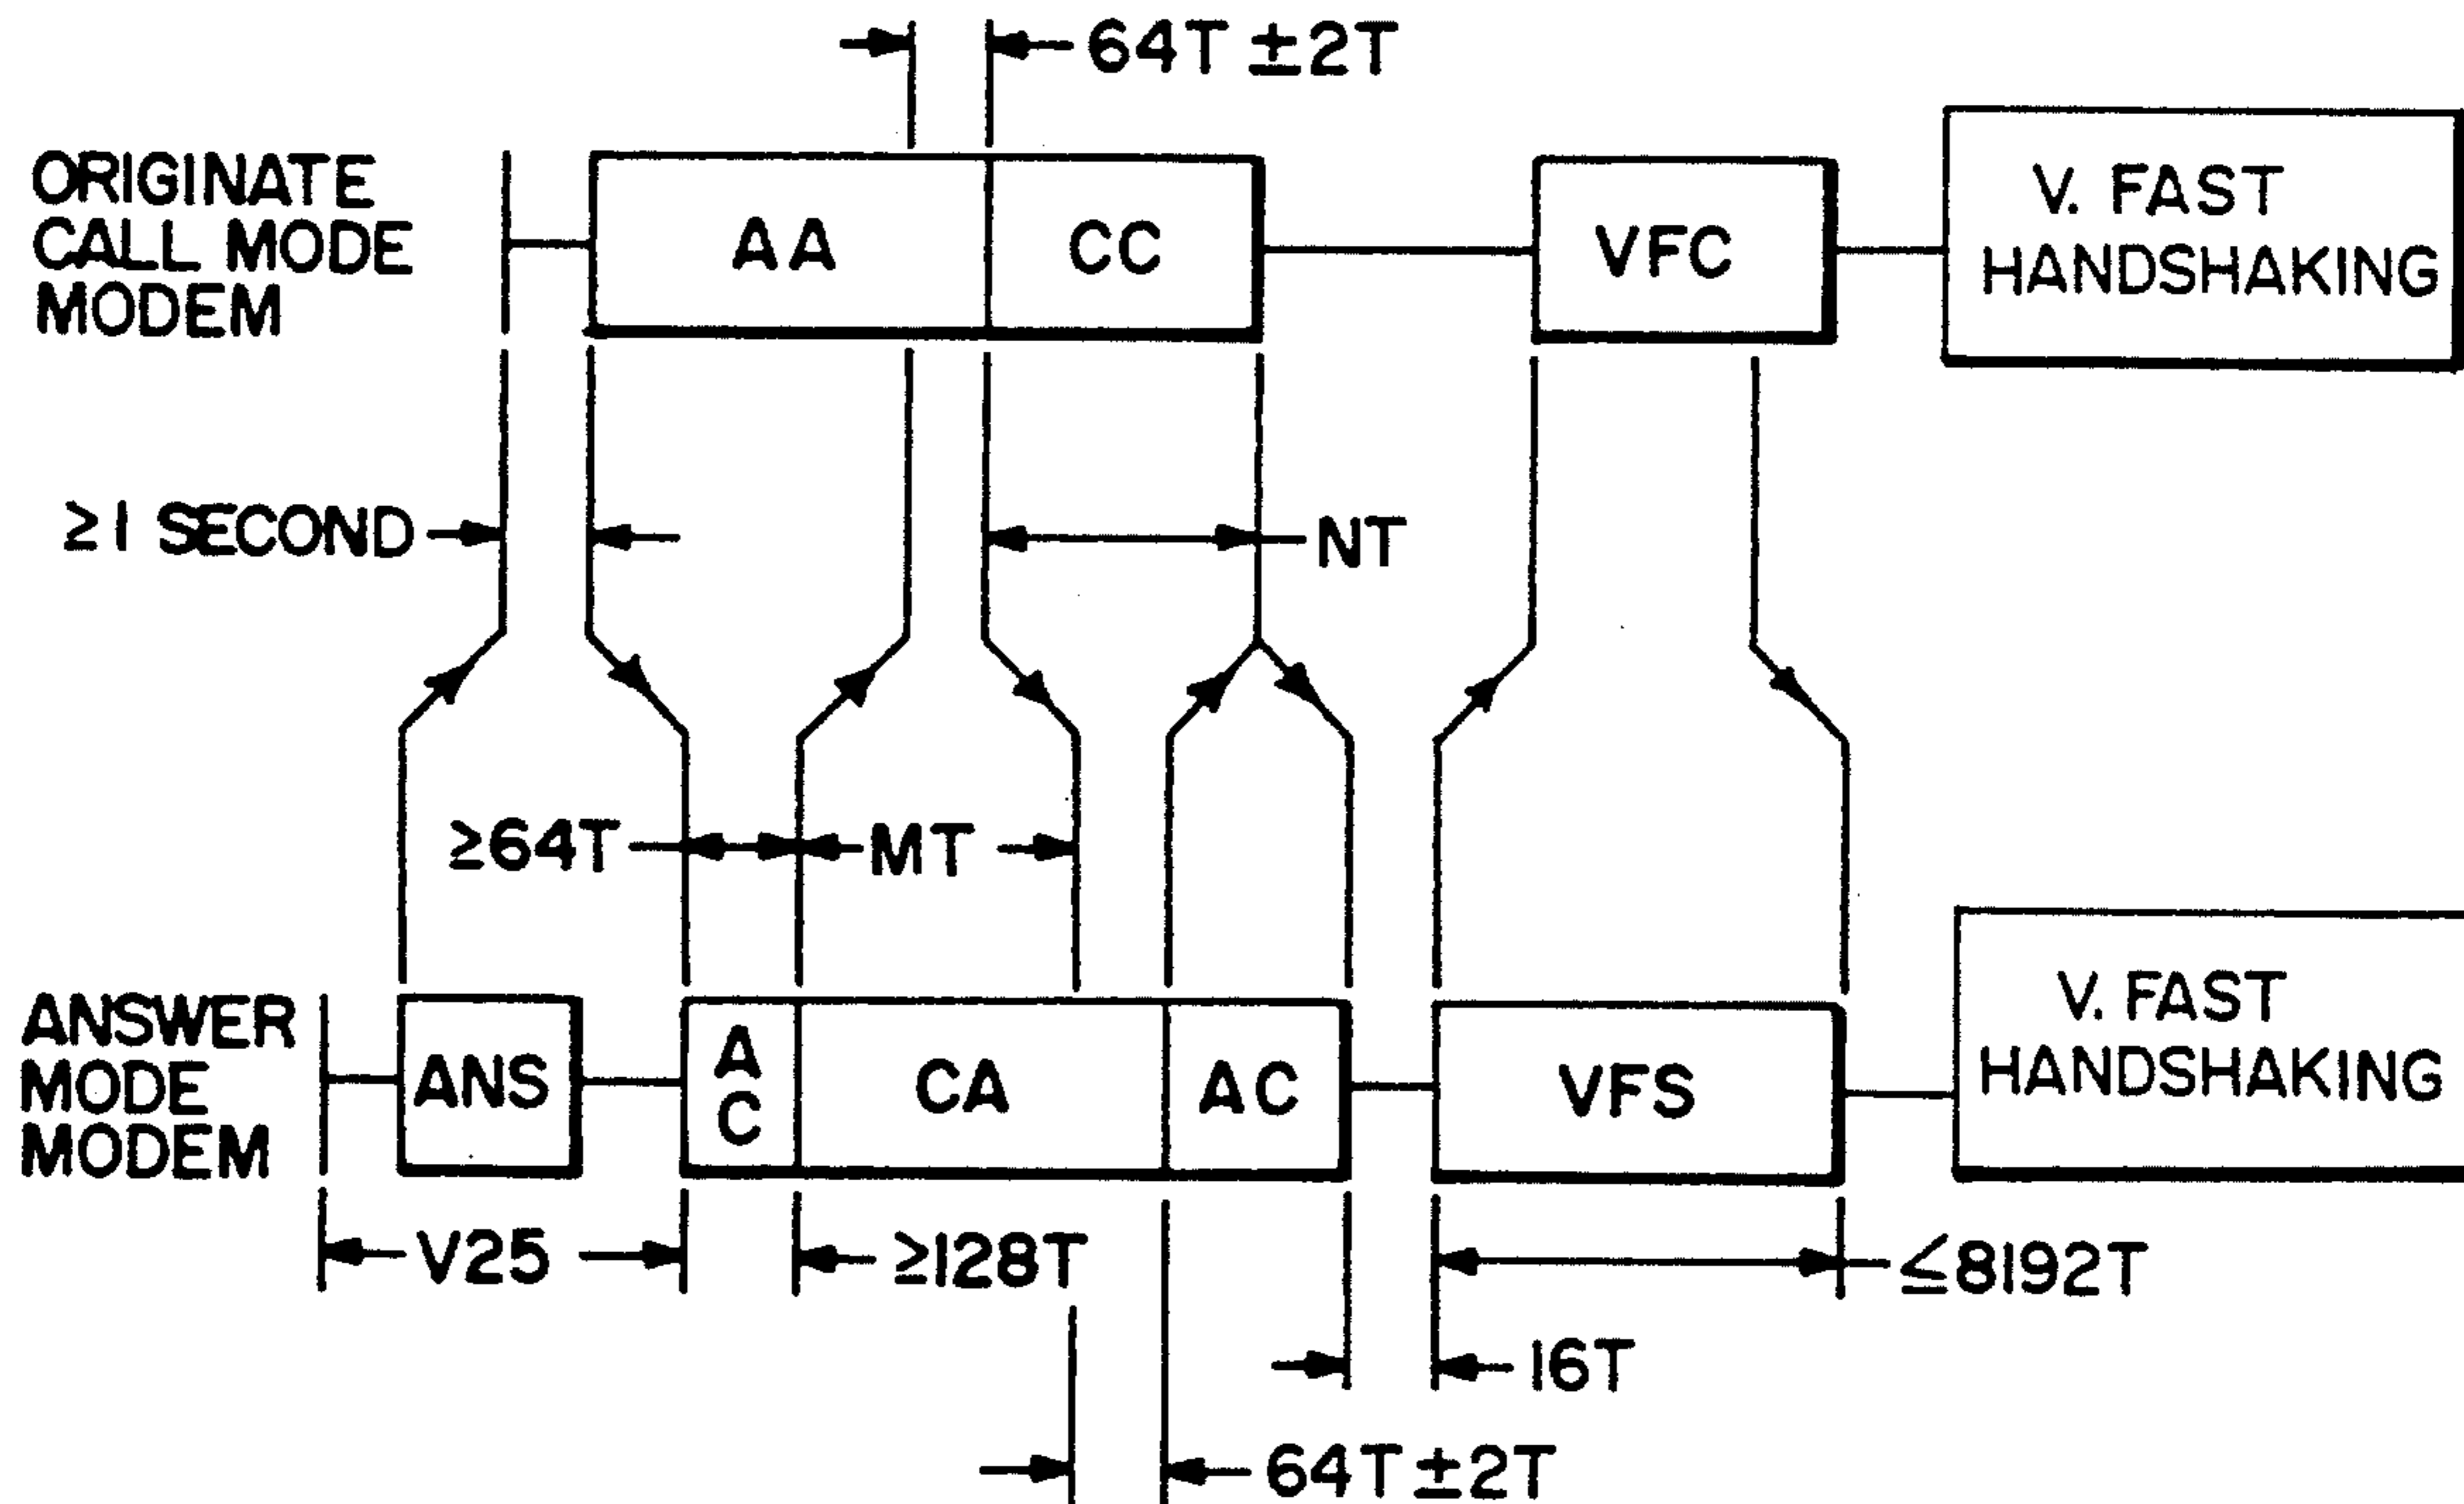 64T ±2T
ORIGINATE
CALL MODE
MODEM
AA
CC
VFC
V. FAST
HANDSHAKING
≥1 SECOND
NT
≥64T
MT
ANSWER
MODE
MODEM
ANS
A
C
CA
AC
VFS
V. FAST
HANDSHAKING
V25
≥128T
≤8192T
16T
64T±2T